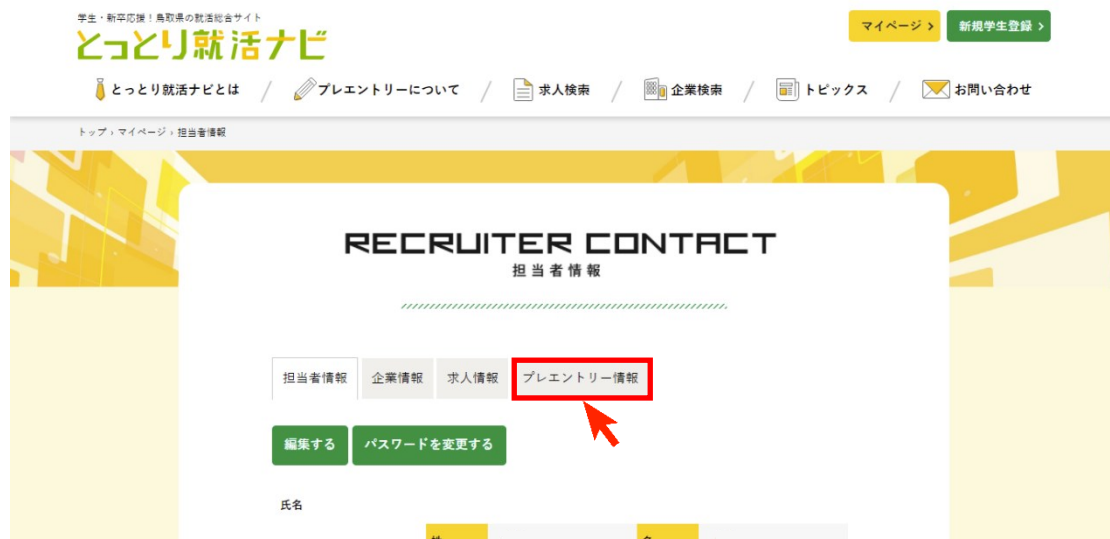 学生・新卒応援！鳥取県の就活総合サイト
とっとり就活ナビ
マイページ ›
新規学生登録 ›
とっとり就活ナビとは / プレエントリーについて / 求人検索 / 企業検索 / トピックス / お問い合わせ
トップ › マイページ › 担当者情報
RECRUITER CONTACT
担当者情報
担当者情報 企業情報 求人情報 プレエントリー情報
編集する パスワードを変更する
氏名